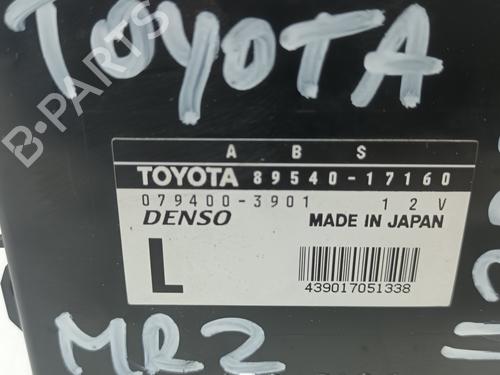 TOYOTA
B-PARTS
A B S
TOYOTA 89540-17160
079400-3901 12V
DENSO MADE IN JAPAN
L
439017051338
MR2